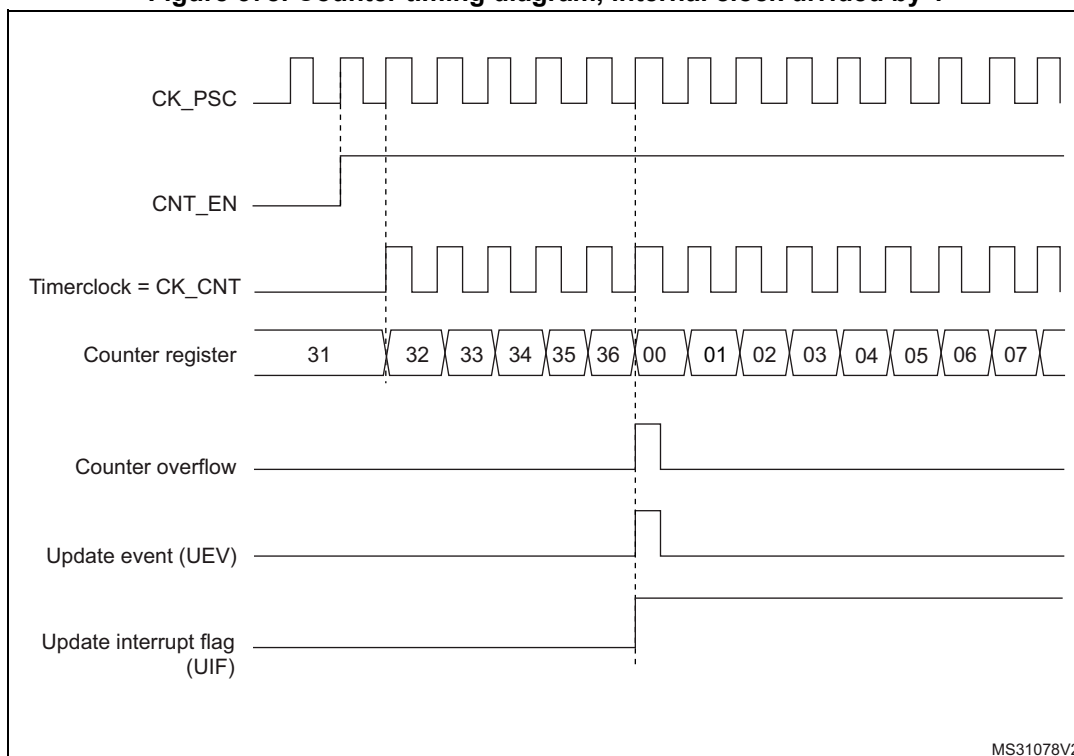 CK_PSC
CNT_EN
Timerclock = CK_CNT
Counter register 31 32 33 34 35 36 00 01 02 03 04 05 06 07
Counter overflow
Update event (UEV)
Update interrupt flag
(UIF)
MS31078V2